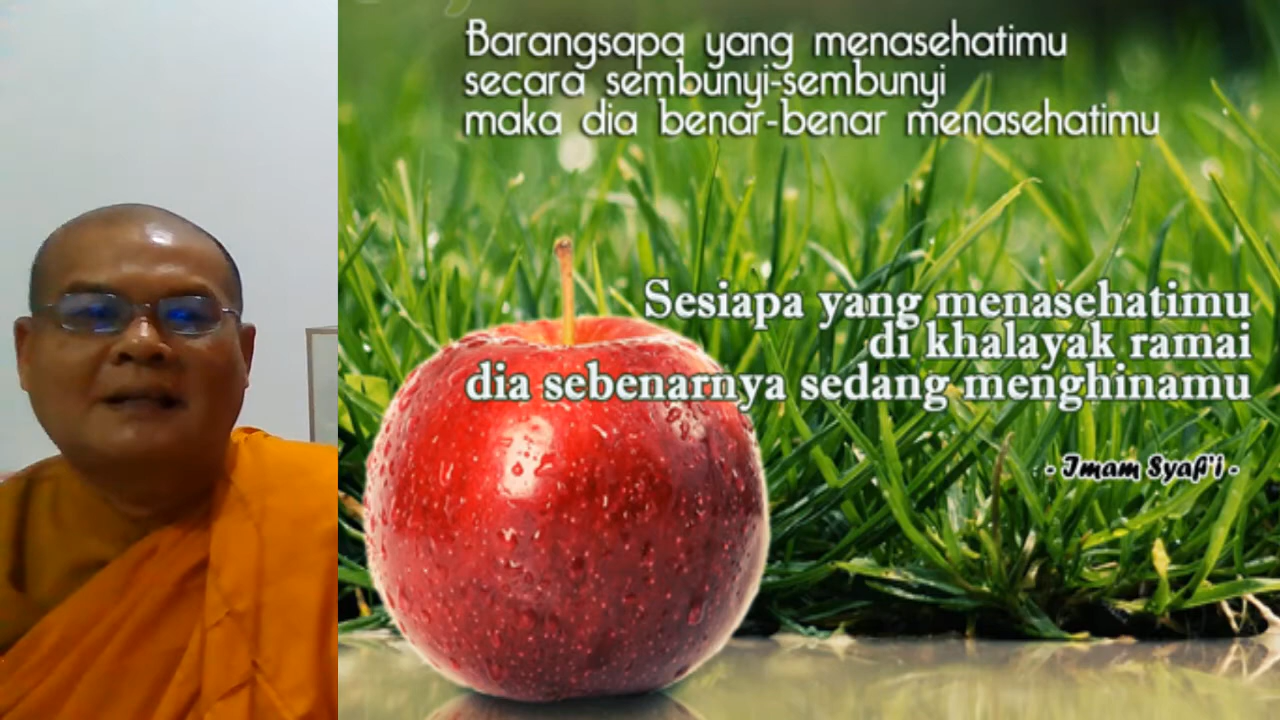 Barangsapa yang menasehatimu
secara sembunyi-sembunyi
maka dia benar-benar menasehatimu
Sesiapa yang menasehatimu
di khalayak ramai
dia sebenarnya sedang menghinamu
- Imam Syafi'i -